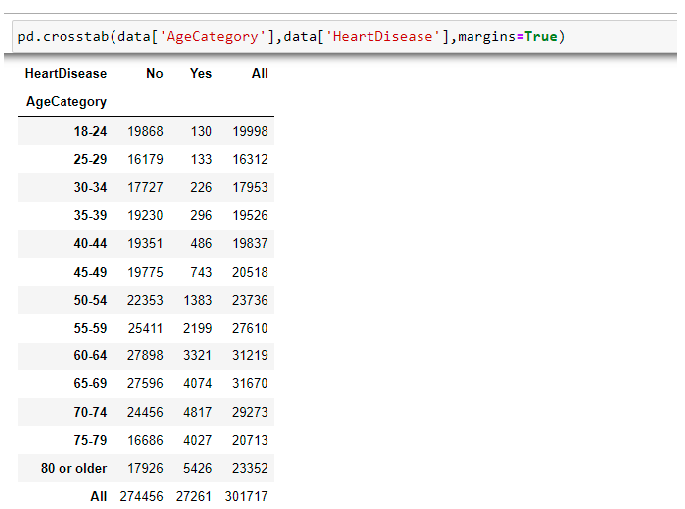 pd.crosstab(data['AgeCategory'],data['HeartDisease'],margins=True)
HeartDisease No Yes All
AgeCategory
18-24 19868 130 19998
25-29 16179 133 16312
30-34 17727 226 17953
35-39 19230 296 19526
40-44 19351 486 19837
45-49 19775 743 20518
50-54 22353 1383 23736
55-59 25411 2199 27610
60-64 27898 3321 31219
65-69 27596 4074 31670
70-74 24456 4817 29273
75-79 16686 4027 20713
80 or older 17926 5426 23352
All 274456 27261 301717